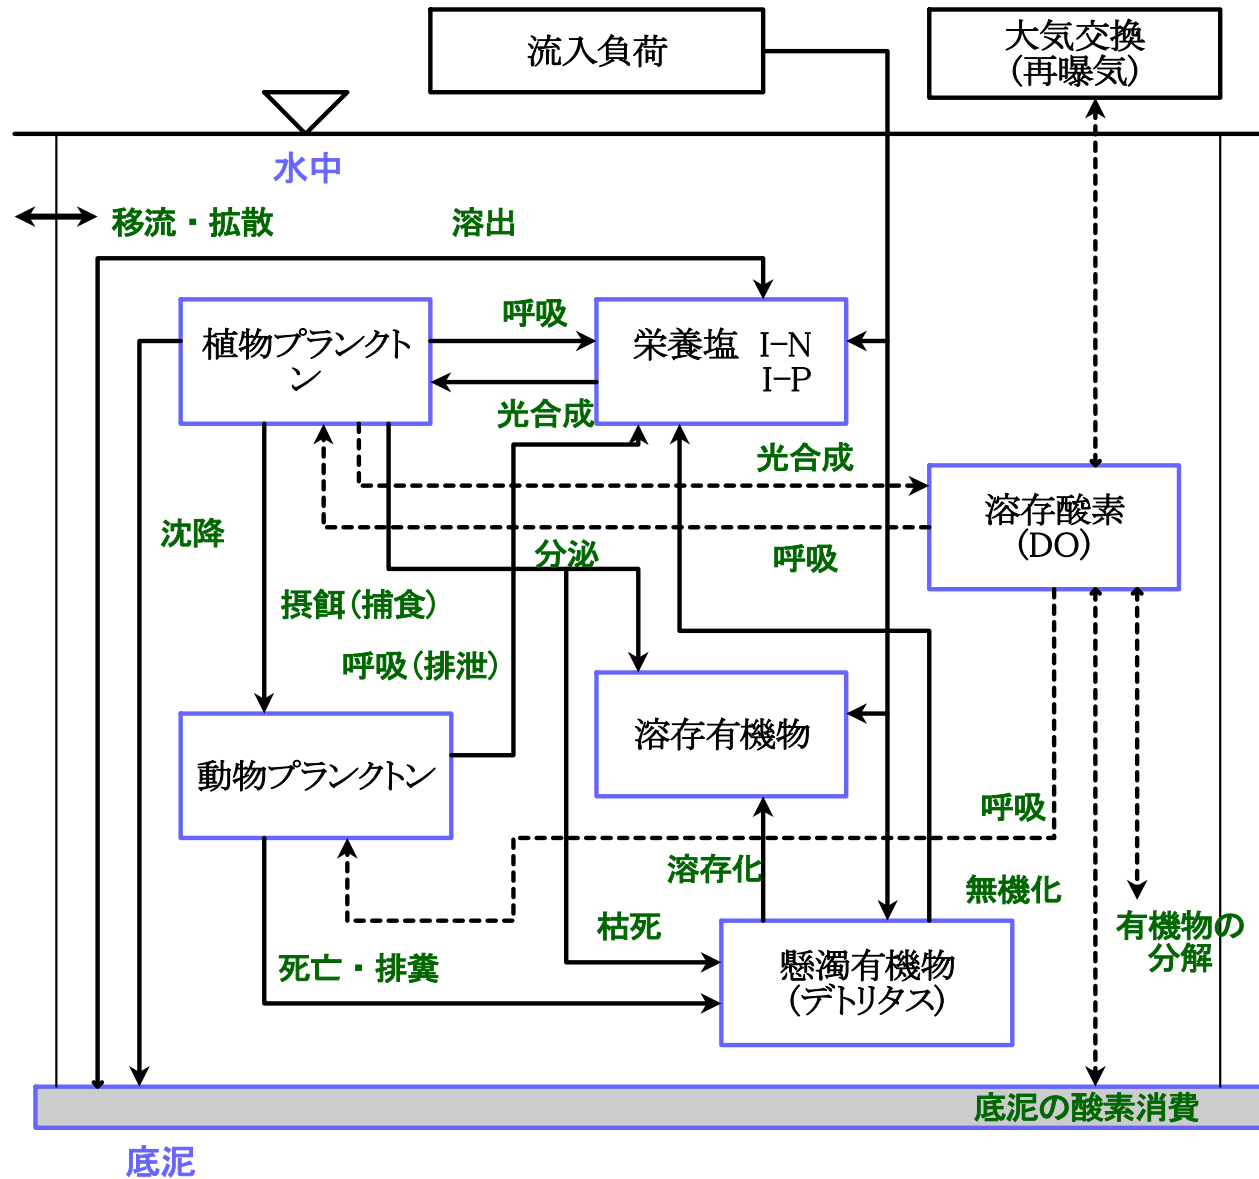 流入負荷
大気交換
(再曝気)
水中
移流・拡散
溶出
呼吸
植物プランクト
ン
栄養塩 I-N
I-P
光合成
光合成
溶存酸素
(DO)
沈降
分泌
呼吸
摂餌(捕食)
呼吸(排泄)
溶存有機物
動物プランクトン
呼吸
溶存化
無機化
枯死
有機物の
分解
死亡・排糞
懸濁有機物
(デトリタス)
底泥の酸素消費
底泥